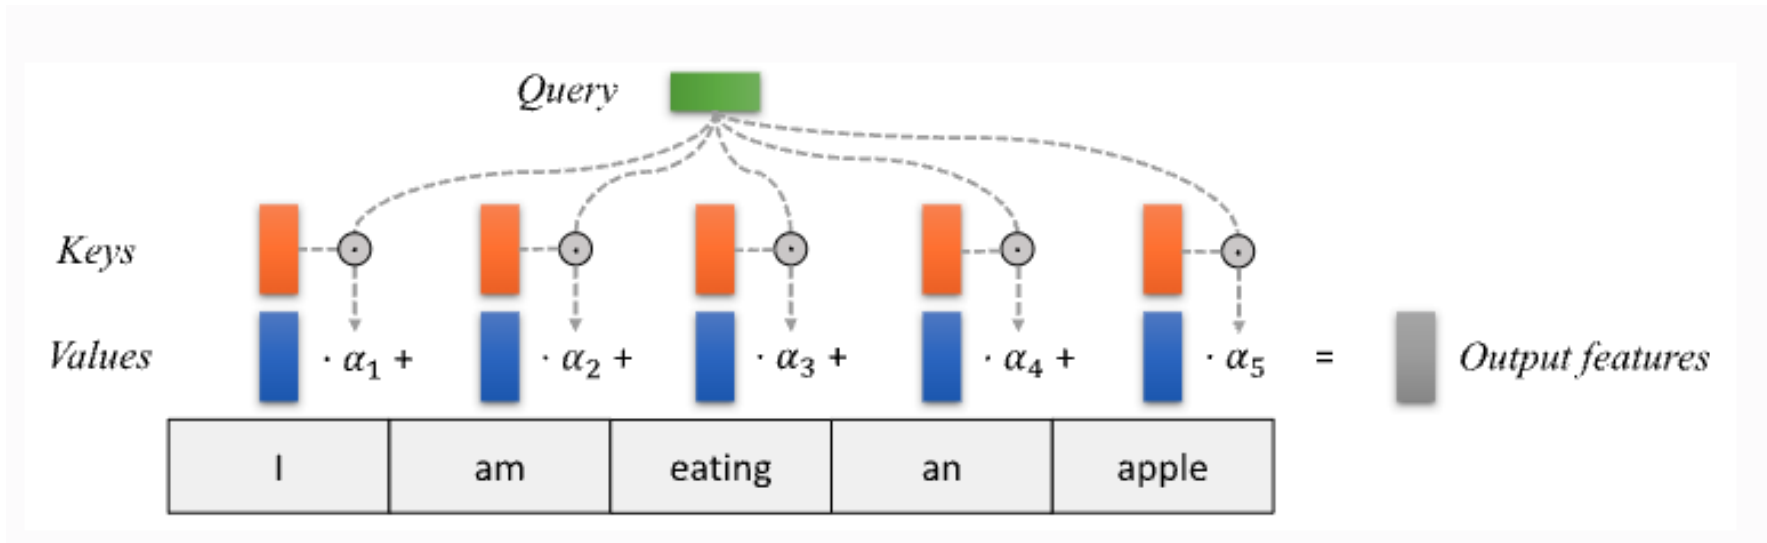 Query
Keys
Values · α₁ + · α₂ + · α₃ + · α₄ + · α₅ = Output features
I am eating an apple